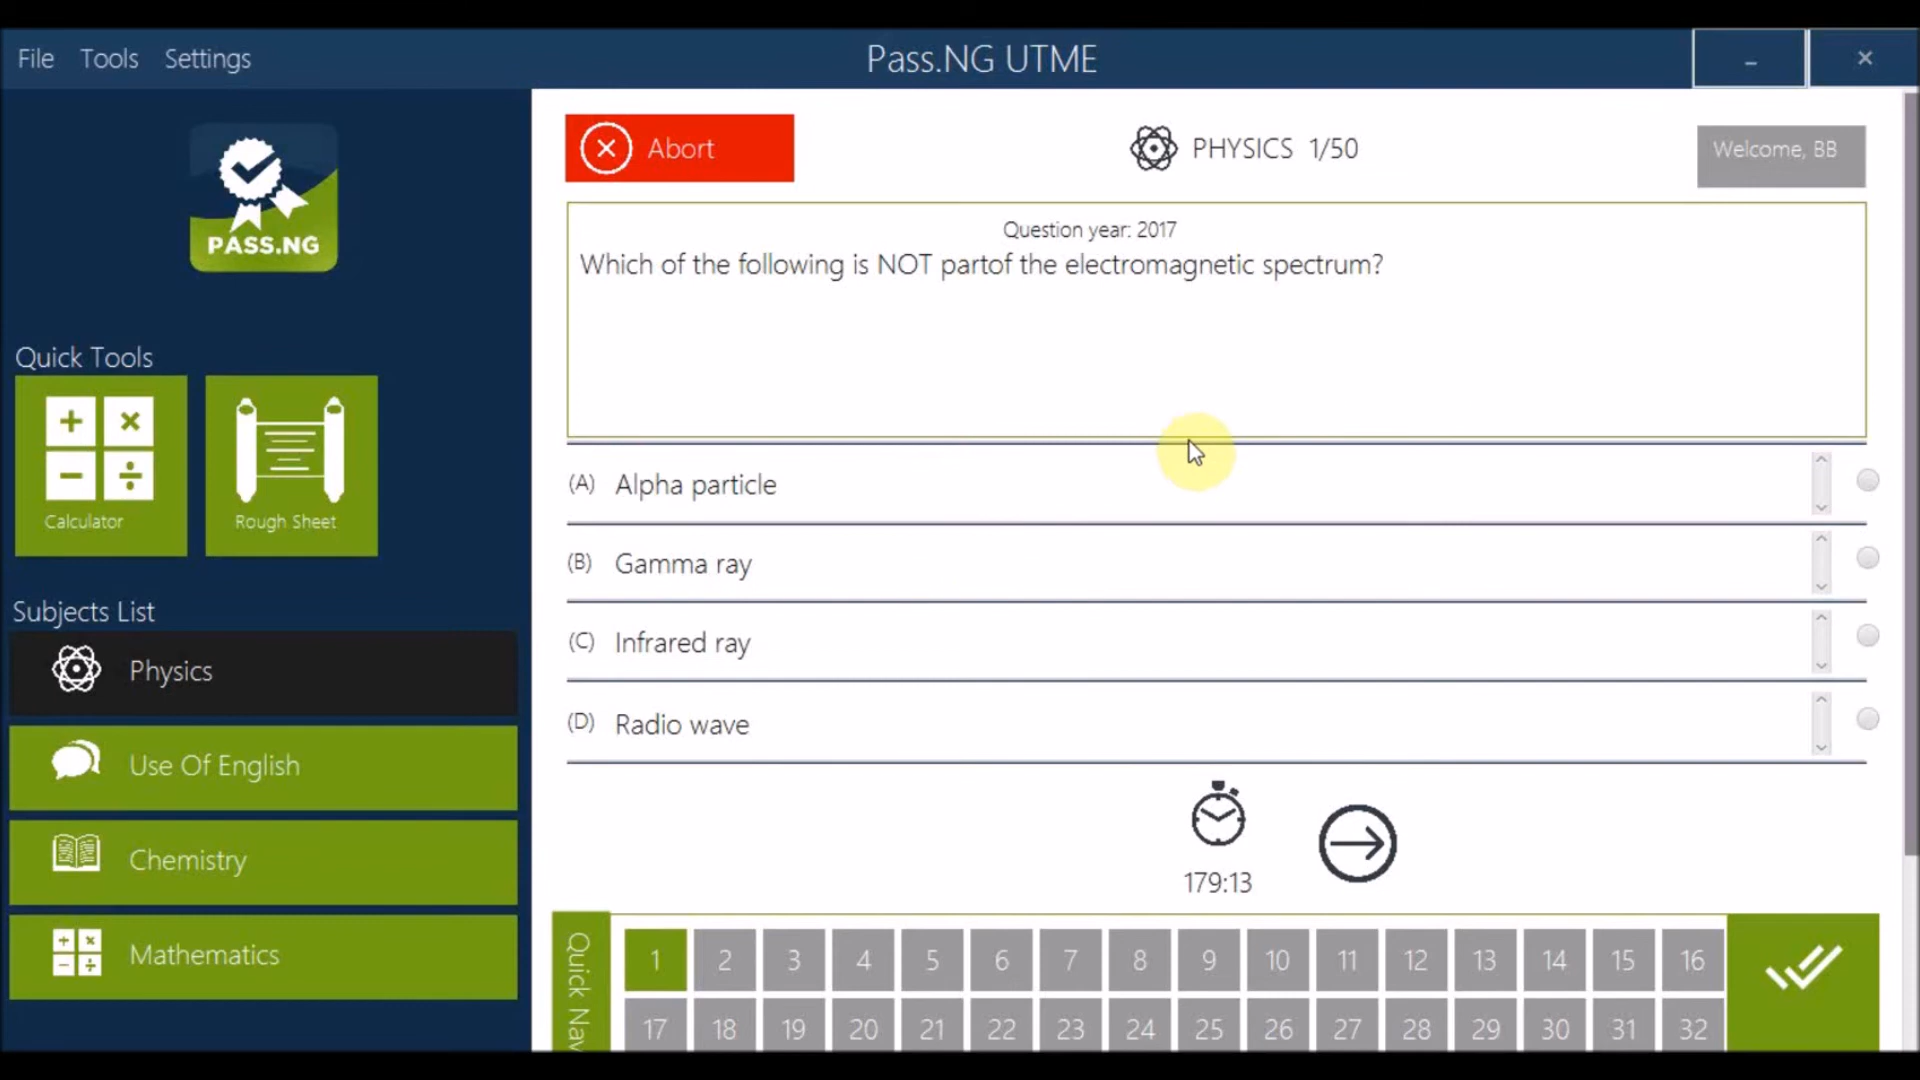 File Tools Settings
Pass.NG UTME
PASS.NG
Quick Tools
Calculator
Rough Sheet
Subjects List
Physics
Use Of English
Chemistry
Mathematics
Abort
PHYSICS 1/50
Welcome, BB
Question year: 2017
Which of the following is NOT partof the electromagnetic spectrum?
(A) Alpha particle
(B) Gamma ray
(C) Infrared ray
(D) Radio wave
179:13
Quick Nav
1 2 3 4 5 6 7 8 9 10 11 12 13 14 15 16
17 18 19 20 21 22 23 24 25 26 27 28 29 30 31 32